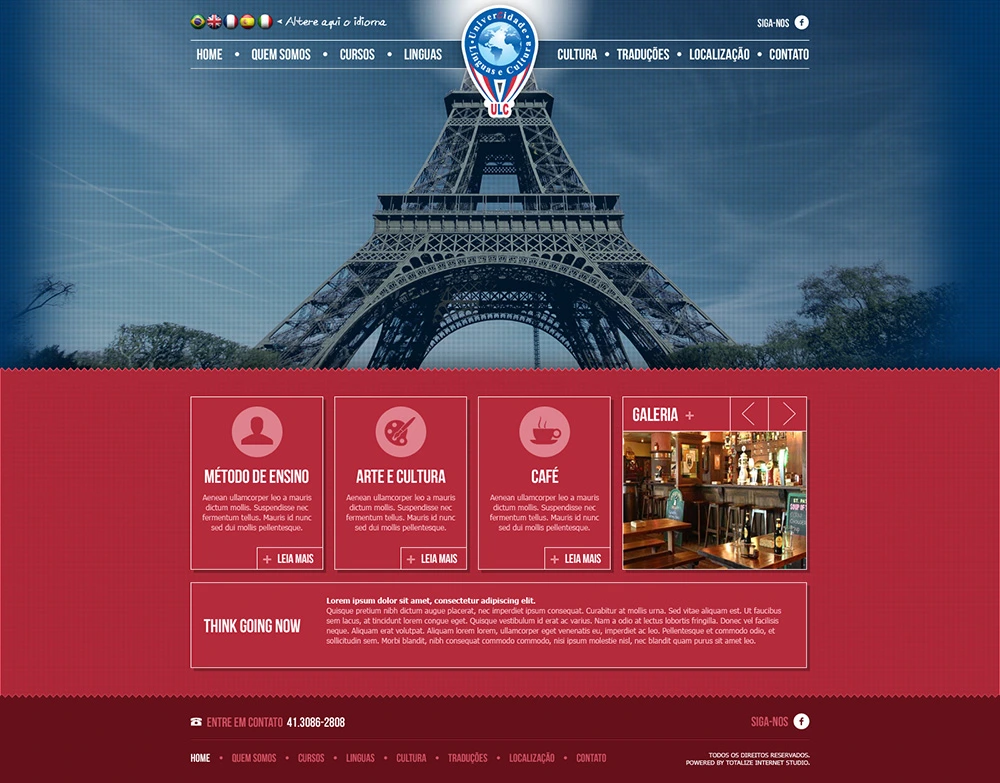 < Altere aqui o idioma
SIGA-NOS
HOME • QUEM SOMOS • CURSOS • LINGUAS
CULTURA • TRADUÇÕES • LOCALIZAÇÃO • CONTATO
UniverZidade
Línguas e Cultura
ULC
MÉTODO DE ENSINO
Aenean ullamcorper leo a mauris
dictum mollis. Suspendisse nec
fermentum tellus. Mauris id nunc
sed dui mollis pellentesque.
+ LEIA MAIS
ARTE E CULTURA
Aenean ullamcorper leo a mauris
dictum mollis. Suspendisse nec
fermentum tellus. Mauris id nunc
sed dui mollis pellentesque.
+ LEIA MAIS
CAFÉ
Aenean ullamcorper leo a mauris
dictum mollis. Suspendisse nec
fermentum tellus. Mauris id nunc
sed dui mollis pellentesque.
+ LEIA MAIS
GALERIA +
THINK GOING NOW
Lorem ipsum dolor sit amet, consectetur adipiscing elit.
Quisque pretium nibh dictum augue placerat, nec imperdiet ipsum consequat. Curabitur at mollis urna. Sed vitae aliquam est. Ut faucibus
sem lacus, at tincidunt lorem congue eget. Quisque vestibulum id erat ac varius. Nam a odio at lectus lobortis fringilla. Donec vel facilisis
neque. Aliquam erat volutpat. Aliquam lorem lorem, ullamcorper eget venenatis eu, imperdiet ac leo. Pellentesque et commodo odio, et
sollicitudin sem. Morbi blandit, nibh consequat commodo commodo, nisi ipsum molestie nisl, nec blandit quam purus sit amet leo.
ENTRE EM CONTATO 41.3086-2808
SIGA-NOS
HOME • QUEM SOMOS • CURSOS • LINGUAS • CULTURA • TRADUÇÕES • LOCALIZAÇÃO • CONTATO
TODOS OS DIREITOS RESERVADOS.
POWERED BY TOTALIZE INTERNET STUDIO.